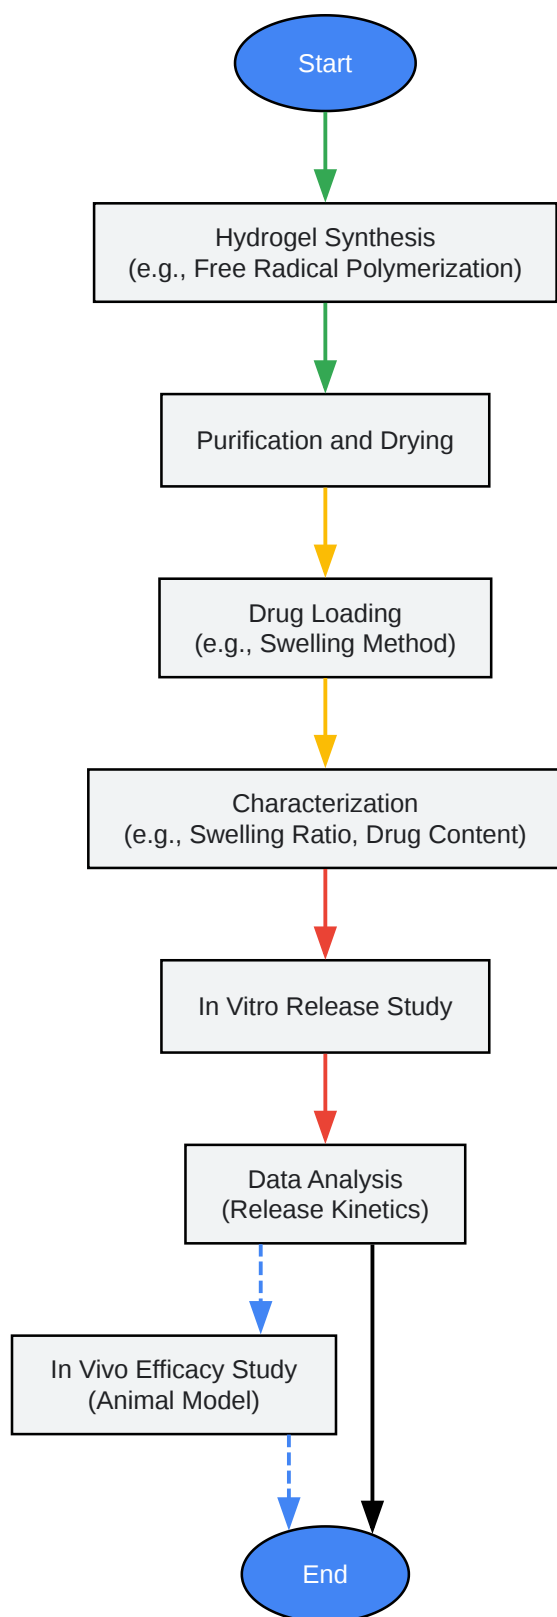 Start
Hydrogel Synthesis
(e.g., Free Radical Polymerization)
Purification and Drying
Drug Loading
(e.g., Swelling Method)
Characterization
(e.g., Swelling Ratio, Drug Content)
In Vitro Release Study
Data Analysis
(Release Kinetics)
In Vivo Efficacy Study
(Animal Model)
End